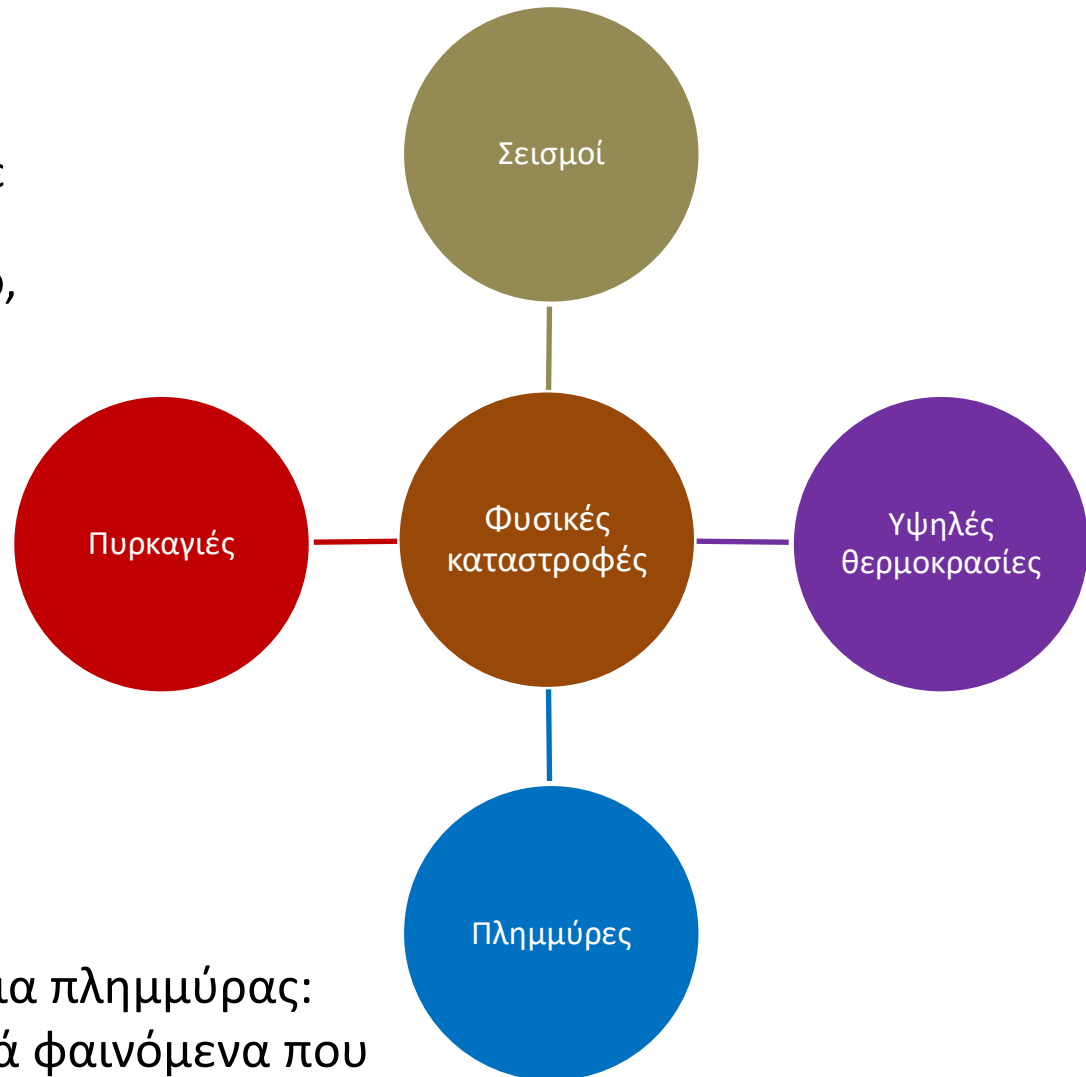 Σεισμοί
Πυρκαγιές
Φυσικές
καταστροφές
Υψηλές
θερμοκρασίες
Πλημμύρες
πλημμύρας:
φαινόμενα που